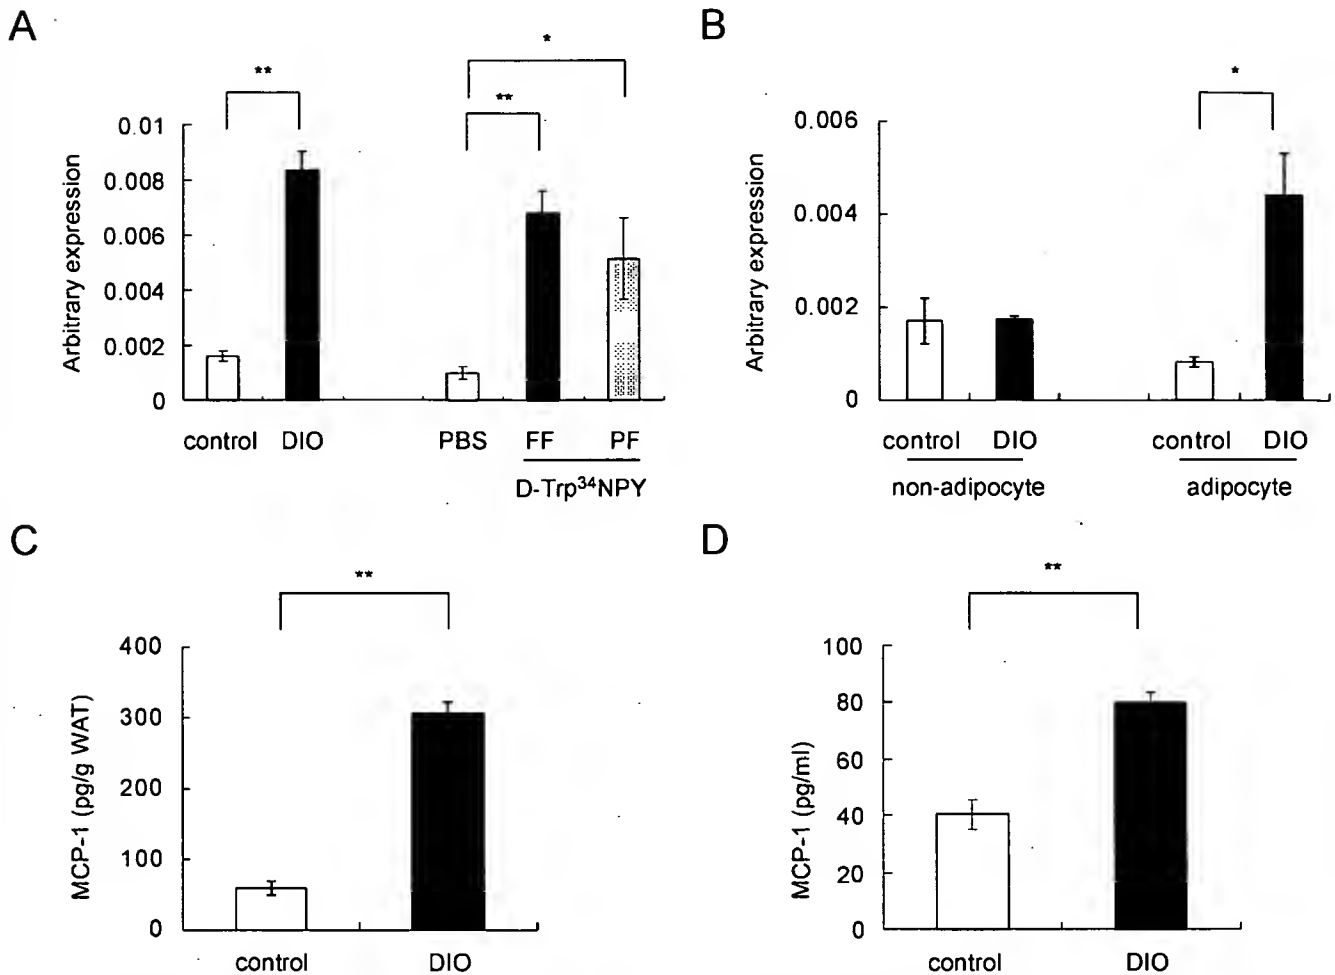 A
**
*
**
0.01
0.008
0.006
0.004
0.002
0
Arbitrary expression
control DIO PBS FF PF
D-Trp³⁴NPY
B
*
0.006
0.004
0.002
0
Arbitrary expression
control DIO control DIO
non-adipocyte adipocyte
C
**
400
300
200
100
0
MCP-1 (pg/g WAT)
control DIO
D
**
100
80
60
40
20
0
MCP-1 (pg/ml)
control DIO